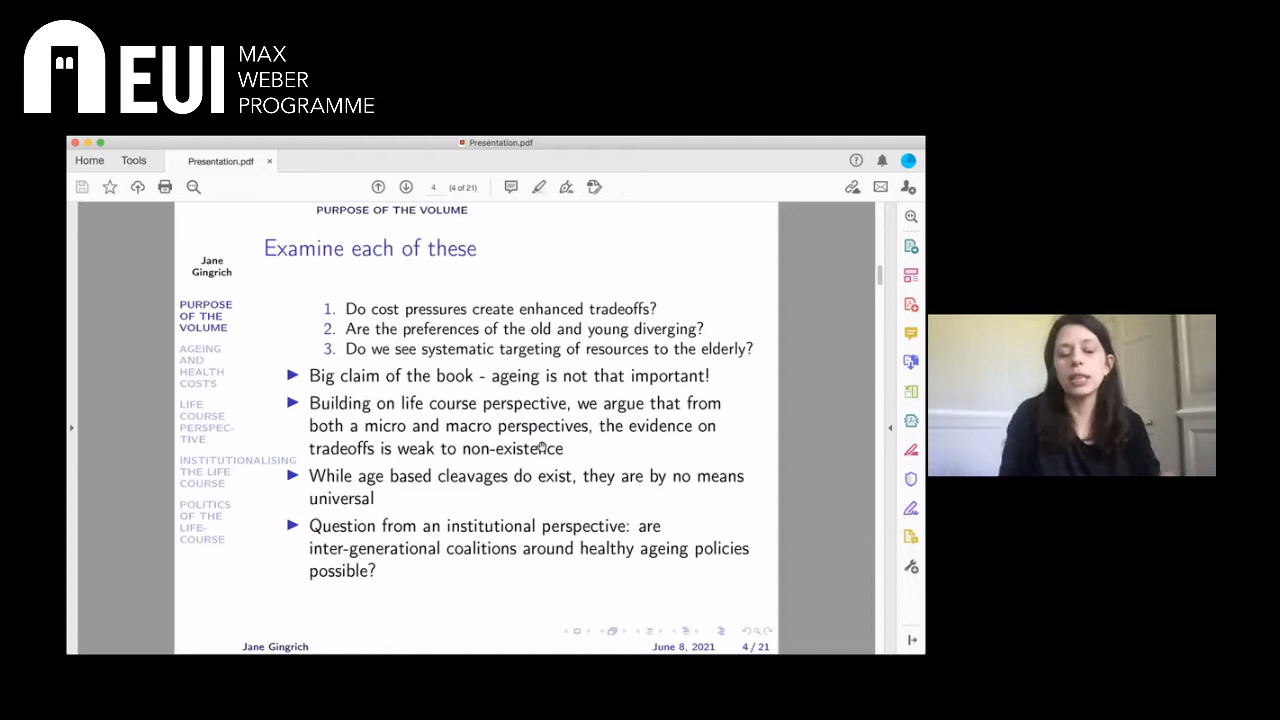 EUI
MAX
WEBER
PROGRAMME
Presentation.pdf
Home Tools Presentation.pdf ×
4 (4 of 21)
PURPOSE OF THE VOLUME
Examine each of these
Jane
Gingrich
PURPOSE
OF THE
VOLUME
AGEING
AND
HEALTH
COSTS
LIFE
COURSE
PERSPEC-
TIVE
INSTITUTIONALISING
THE LIFE
COURSE
POLITICS
OF THE
LIFE-
COURSE
1. Do cost pressures create enhanced tradeoffs?
2. Are the preferences of the old and young diverging?
3. Do we see systematic targeting of resources to the elderly?
Big claim of the book - ageing is not that important!
Building on life course perspective, we argue that from
both a micro and macro perspectives, the evidence on
tradeoffs is weak to non-existence
While age based cleavages do exist, they are by no means
universal
Question from an institutional perspective: are
inter-generational coalitions around healthy ageing policies
possible?
Jane Gingrich June 8, 2021 4 / 21